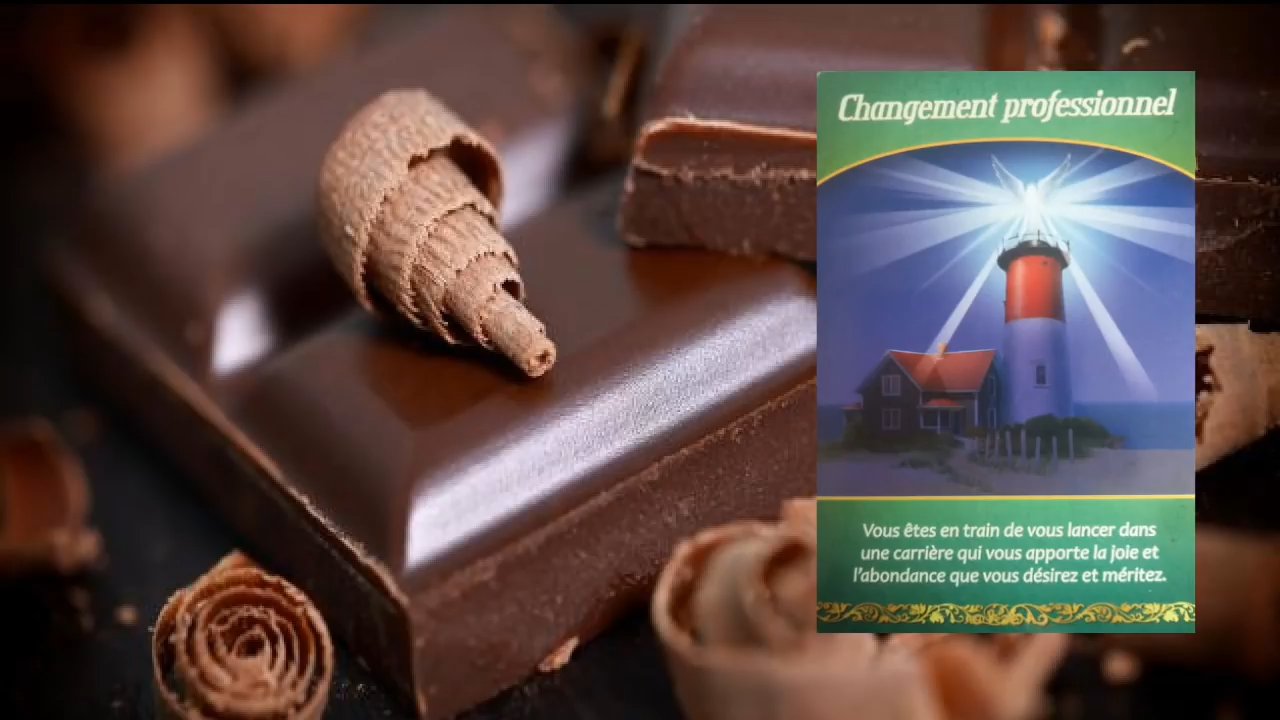 Changement professionnel
Vous êtes en train de vous lancer dans
une carrière qui vous apporte la joie et
l'abondance que vous désirez et méritez.